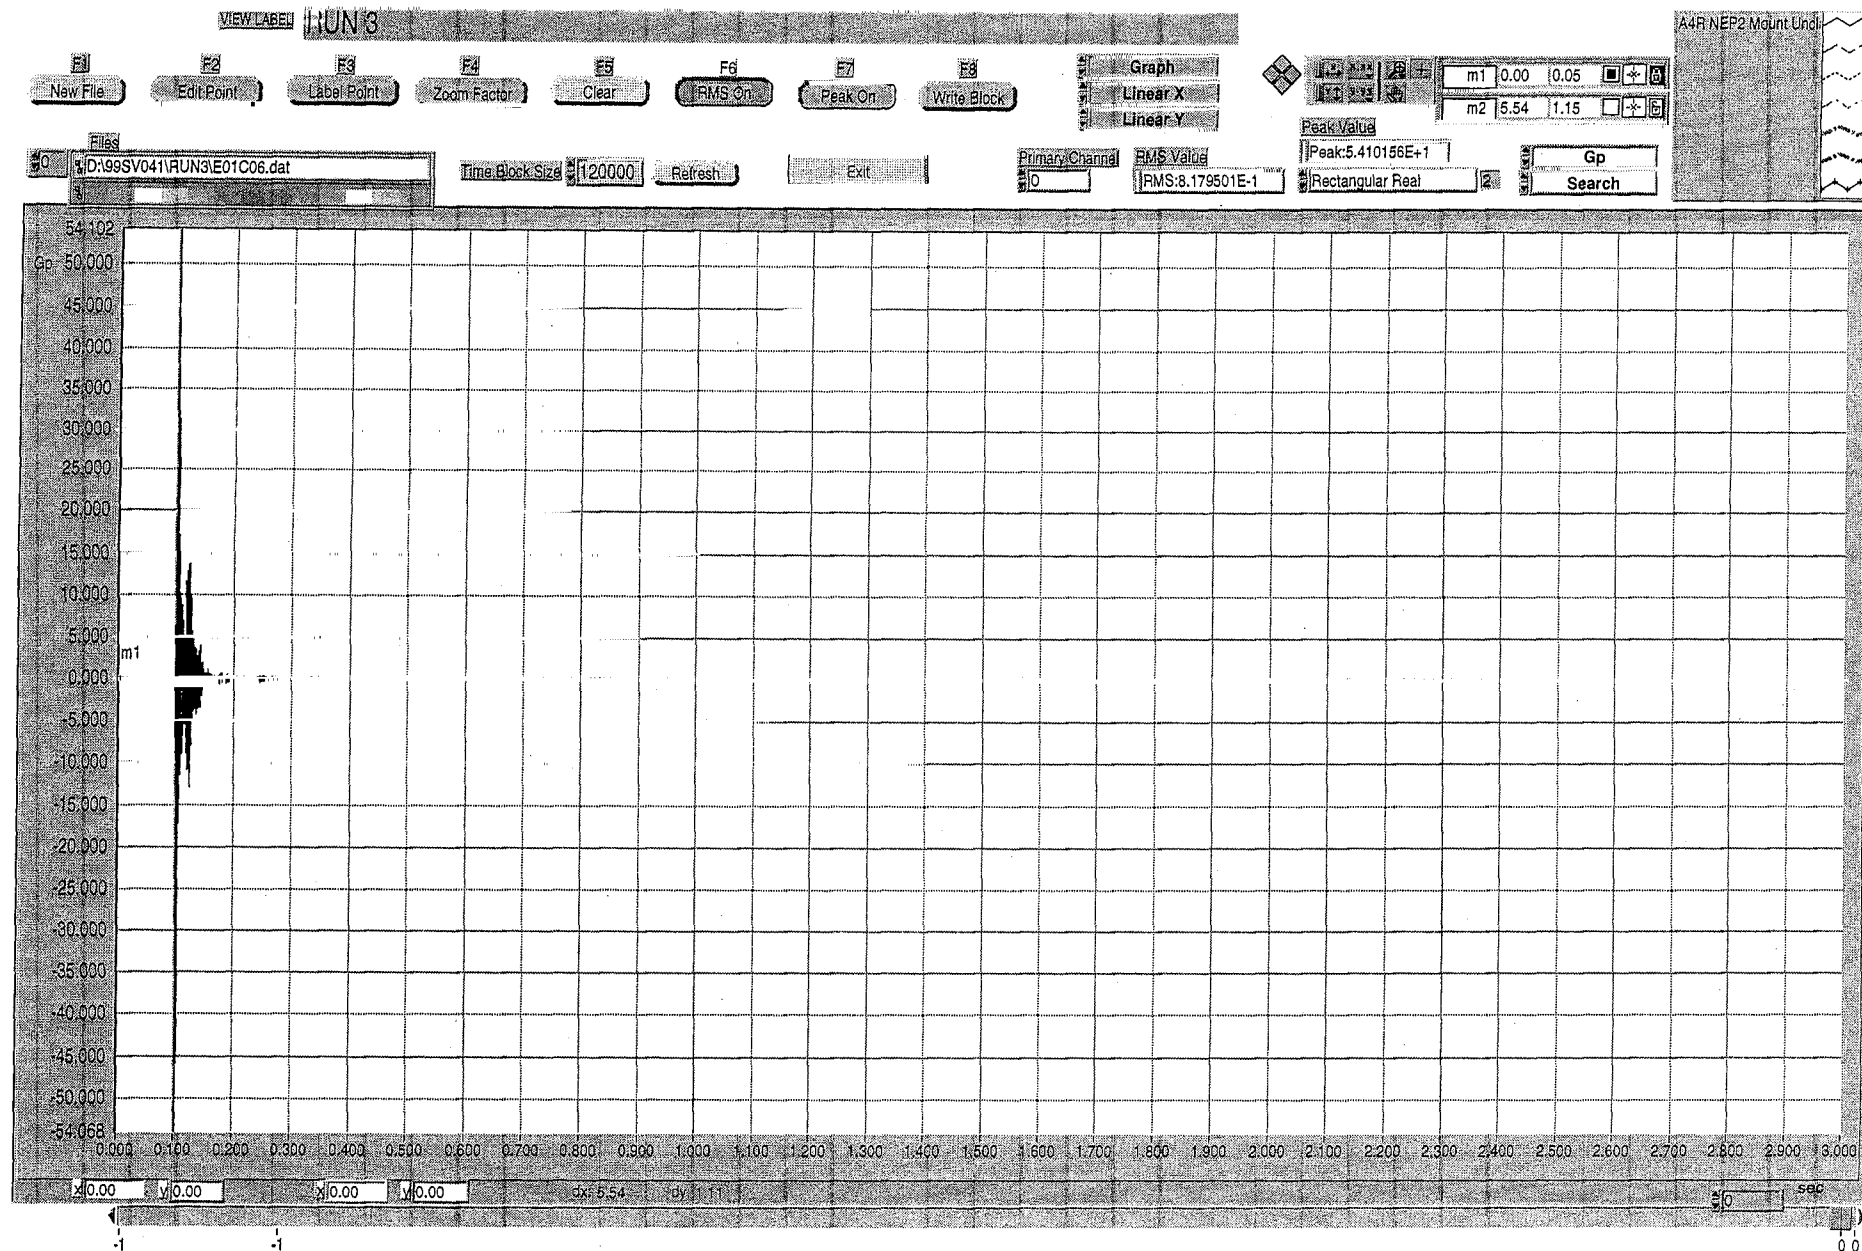 VIEW LABEL RUN 3 A4R NEP2 Mount Uncl
F1 F2 F3 F4 F5 F6 F7 F8
New File Edit Point Label Point Zoom Factor Clear RMS On Peak On Write Block
Graph
Linear X
Linear Y
m1 0.00 0.05
m2 5.54 1.15
Files
0 D:\99SV041\RUN3\E01C06.dat
Time Block Size 120000 Refresh Exit
Primary Channel
0
RMS Value
RMS:8.179501E-1
Peak Value
Peak:5.410156E+1
Rectangular Real 2
Gp
Search
54.102
Gp 50.000
45.000
40.000
35.000
30.000
25.000
20.000
15.000
10.000
5.000
m1
0.000
-5.000
-10.000
-15.000
-20.000
-25.000
-30.000
-35.000
-40.000
-45.000
-50.000
-54.068
0.000 0.100 0.200 0.300 0.400 0.500 0.600 0.700 0.800 0.900 1.000 1.100 1.200 1.300 1.400 1.500 1.600 1.700 1.800 1.900 2.000 2.100 2.200 2.300 2.400 2.500 2.600 2.700 2.800 2.900 3.000
x 0.00 y 0.00 x 0.00 y 0.00 dx: 5.54 dy: 1.11 0 sec
-1 -1 0 0